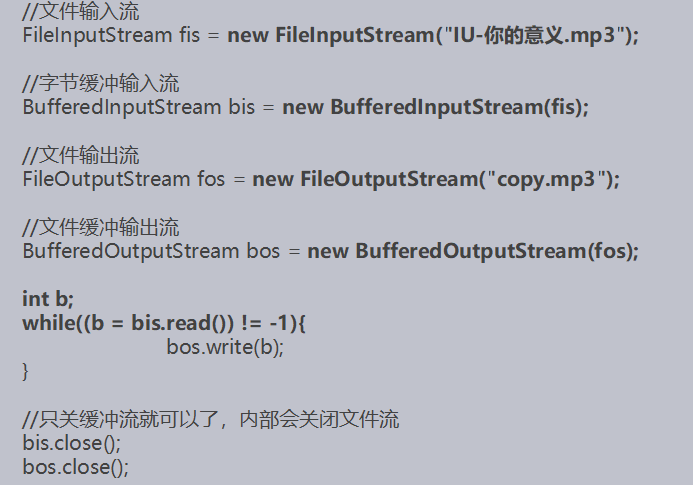 //文件输入流
FileInputStream fis = new FileInputStream("IU-你的意义.mp3");
//字节缓冲输入流
BufferedInputStream bis = new BufferedInputStream(fis);
//文件输出流
FileOutputStream fos = new FileOutputStream("copy.mp3");
//文件缓冲输出流
BufferedOutputStream bos = new BufferedOutputStream(fos);
int b;
while((b = bis.read()) != -1){
bos.write(b);
}
//只关缓冲流就可以了，内部会关闭文件流
bis.close();
bos.close();